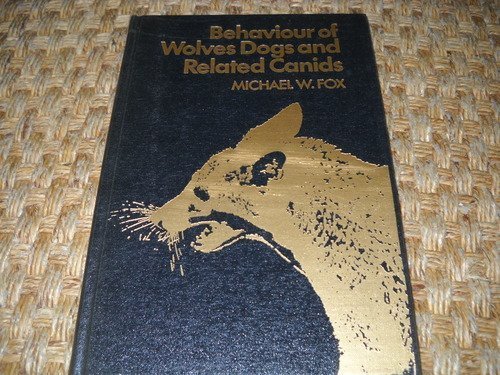 Behaviour of
Wolves Dogs and
Related Canids
MICHAEL W. FOX